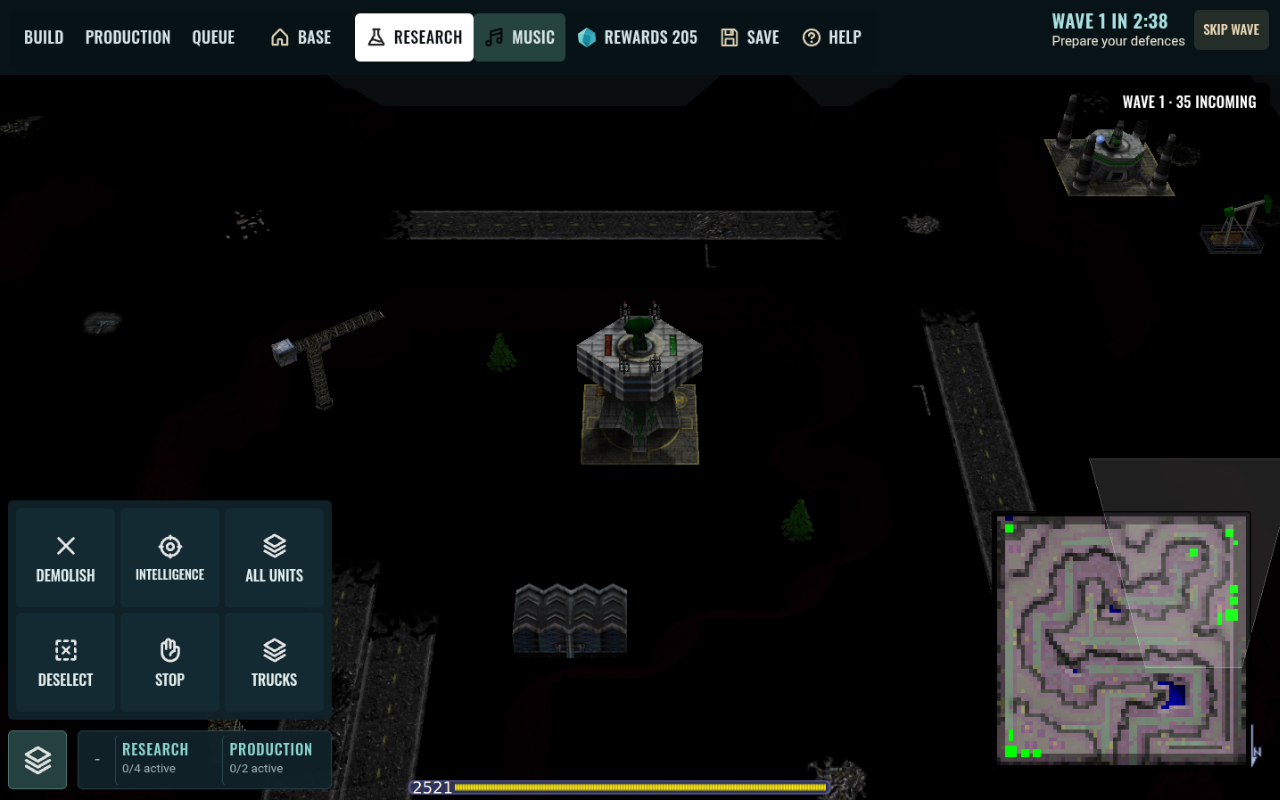 BUILD
PRODUCTION
QUEUE
BASE
RESEARCH
MUSIC
REWARDS 205
SAVE
HELP
WAVE 1 IN 2:38
Prepare your defences
SKIP WAVE
WAVE 1 · 35 INCOMING
DEMOLISH
INTELLIGENCE
ALL UNITS
DESELECT
STOP
TRUCKS
-
RESEARCH
0/4 active
PRODUCTION
0/2 active
2521
N